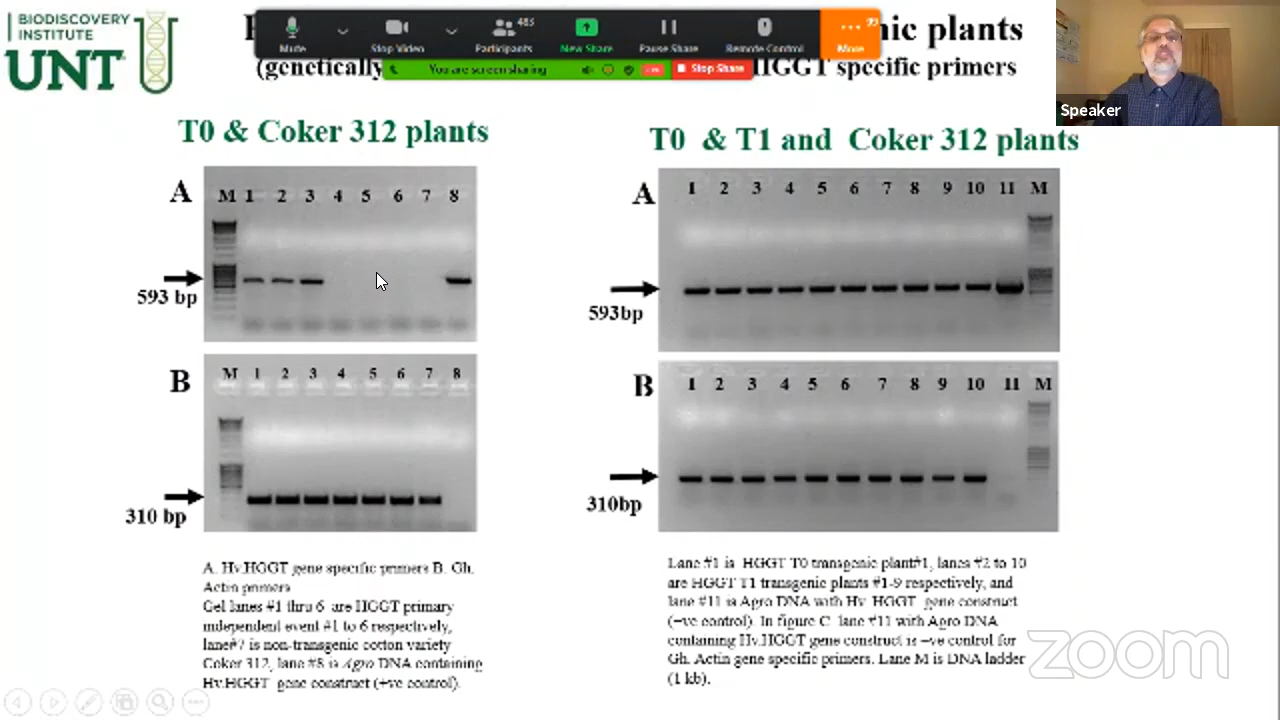 BIODISCOVERY
INSTITUTE
UNT
Mute
Stop Video
Participants
483
New Share
Pause Share
Remote Control
More
You are screen sharing
Stop Share
nic plants
(genetically
HGGT specific primers
Speaker
T0 & Coker 312 plants
A
M 1 2 3 4 5 6 7 8
593 bp
B
M 1 2 3 4 5 6 7 8
310 bp
A. Hv.HGGT gene specific primers B. Gh.
Actin primers
Gel lanes #1 thru 6 are HGGT primary
independent event #1 to 6 respectively,
lane#7 is non-transgenic cotton variety
Coker 312, lane #8 is Agro DNA containing
Hv.HGGT gene construct (+ve control).
T0 & T1 and Coker 312 plants
A
1 2 3 4 5 6 7 8 9 10 11 M
593bp
B
1 2 3 4 5 6 7 8 9 10 11 M
310bp
Lane #1 is HGGT T0 transgenic plant#1, lanes #2 to 10
are HGGT T1 transgenic plants #1-9 respectively, and
lane #11 is Agro DNA with Hv HGGT gene construct
(+ve control). In figure C lane #11 with Agro DNA
containing Hv.HGGT gene construct is –ve control for
Gh. Actin gene specific primers. Lane M is DNA ladder
(1 kb).
zoom